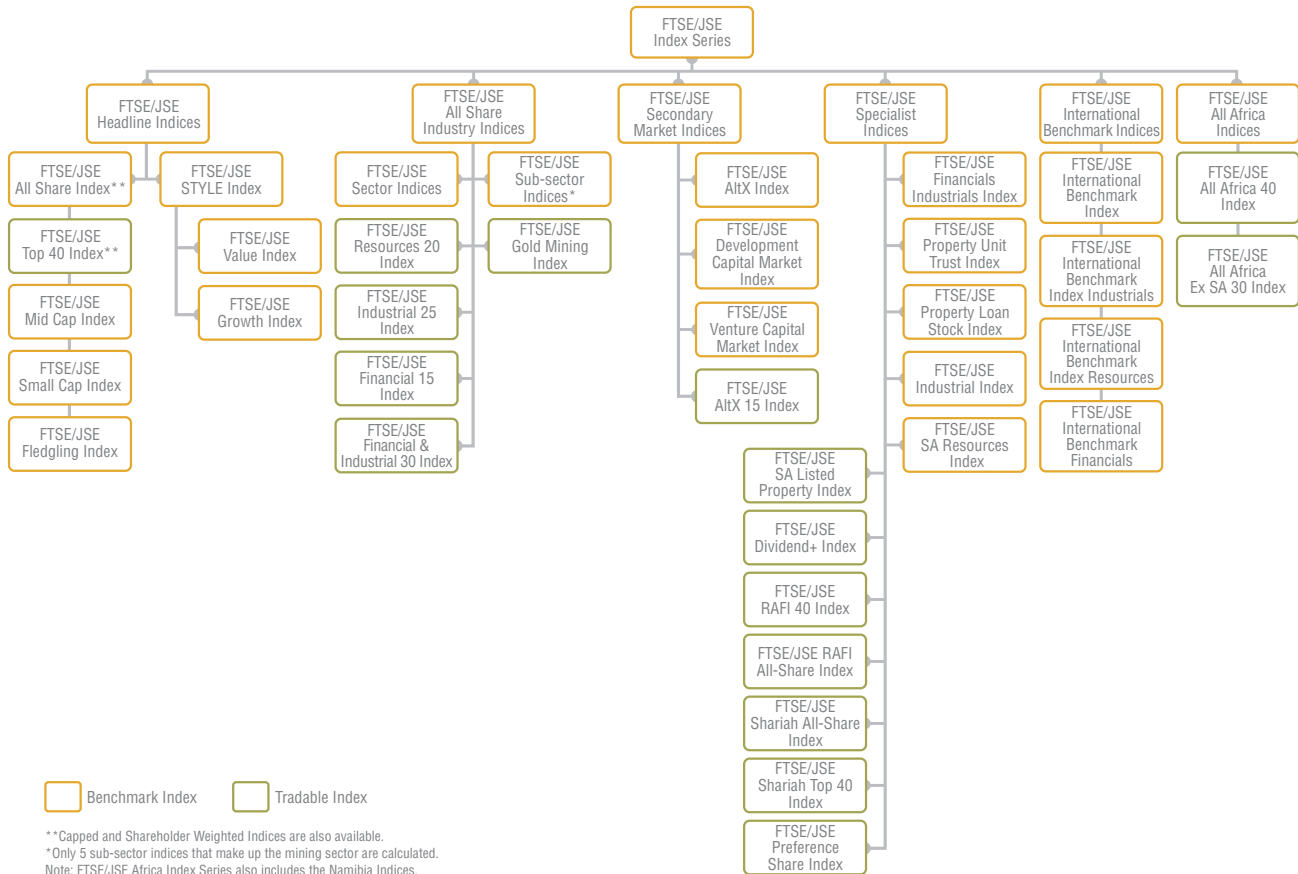 FTSE/JSE
Index Series
FTSE/JSE
Headline Indices
FTSE/JSE
All Share Index**
FTSE/JSE
STYLE Index
FTSE/JSE
Top 40 Index**
FTSE/JSE
Value Index
FTSE/JSE
Mid Cap Index
FTSE/JSE
Growth Index
FTSE/JSE
Small Cap Index
FTSE/JSE
Fledgling Index
FTSE/JSE
All Share
Industry Indices
FTSE/JSE
Sector Indices
FTSE/JSE
Sub-sector
Indices*
FTSE/JSE
Resources 20
Index
FTSE/JSE
Gold Mining
Index
FTSE/JSE
Industrial 25
Index
FTSE/JSE
Financial 15
Index
FTSE/JSE
Financial &
Industrial 30 Index
FTSE/JSE
Secondary
Market Indices
FTSE/JSE
AltX Index
FTSE/JSE
Development
Capital Market
Index
FTSE/JSE
Venture Capital
Market Index
FTSE/JSE
AltX 15 Index
FTSE/JSE
Specialist
Indices
FTSE/JSE
Financials
Industrials Index
FTSE/JSE
Property Unit
Trust Index
FTSE/JSE
Property Loan
Stock Index
FTSE/JSE
Industrial Index
FTSE/JSE
SA Resources
Index
FTSE/JSE
SA Listed
Property Index
FTSE/JSE
Dividend+ Index
FTSE/JSE
RAFI 40 Index
FTSE/JSE RAFI
All-Share Index
FTSE/JSE
Shariah All-Share
Index
FTSE/JSE
Shariah Top 40
Index
FTSE/JSE
Preference
Share Index
FTSE/JSE
International
Benchmark Indices
FTSE/JSE
International
Benchmark
Index
FTSE/JSE
International
Benchmark
Index Industrials
FTSE/JSE
International
Benchmark
Index Resources
FTSE/JSE
International
Benchmark
Financials
FTSE/JSE
All Africa
Indices
FTSE/JSE
All Africa 40
Index
FTSE/JSE
All Africa
Ex SA 30 Index
Benchmark Index
Tradable Index
**Capped and Shareholder Weighted Indices are also available.
*Only 5 sub-sector indices that make up the mining sector are calculated.
Note: FTSE/JSE Africa Index Series also includes the Namibia Indices.